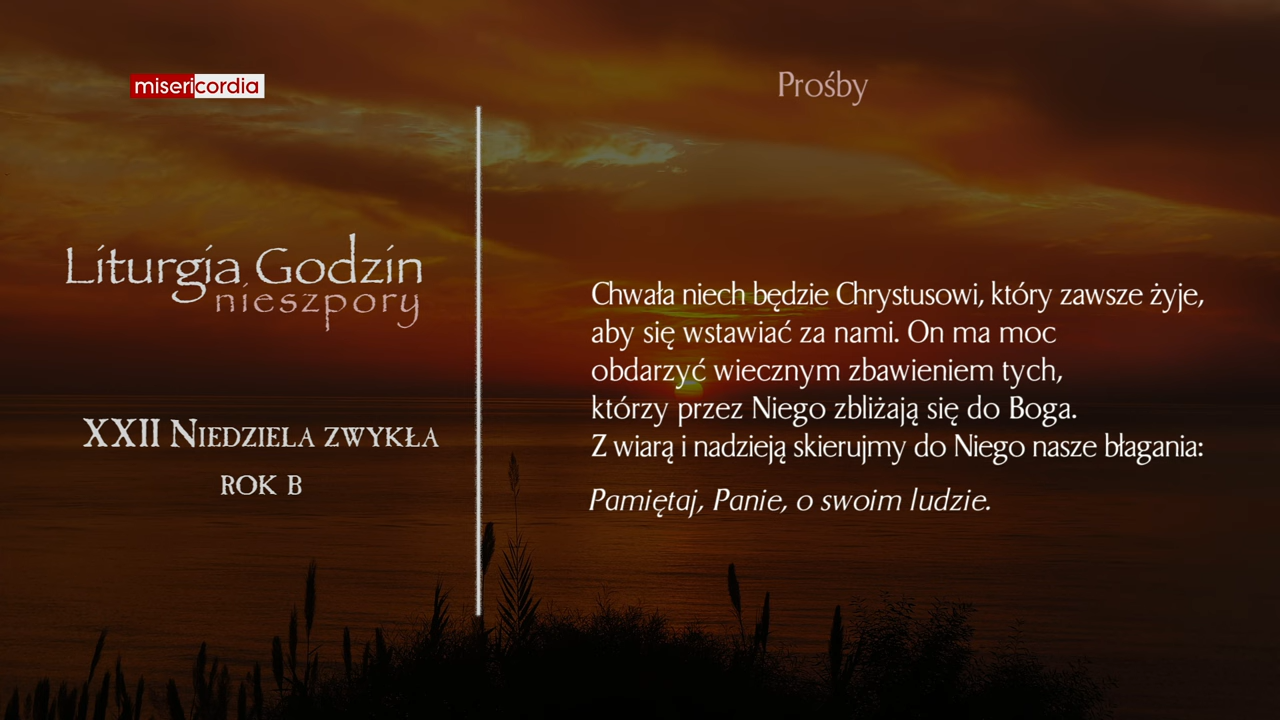 misericordia
Liturgia Godzin
nieszpory
XXII Niedziela zwykła
rok B
Prośby
Chwała niech będzie Chrystusowi, który zawsze żyje,
aby się wstawiać za nami. On ma moc
obdarzyć wiecznym zbawieniem tych,
którzy przez Niego zbliżają się do Boga.
Z wiarą i nadzieją skierujmy do Niego nasze błagania:
Pamiętaj, Panie, o swoim ludzie.